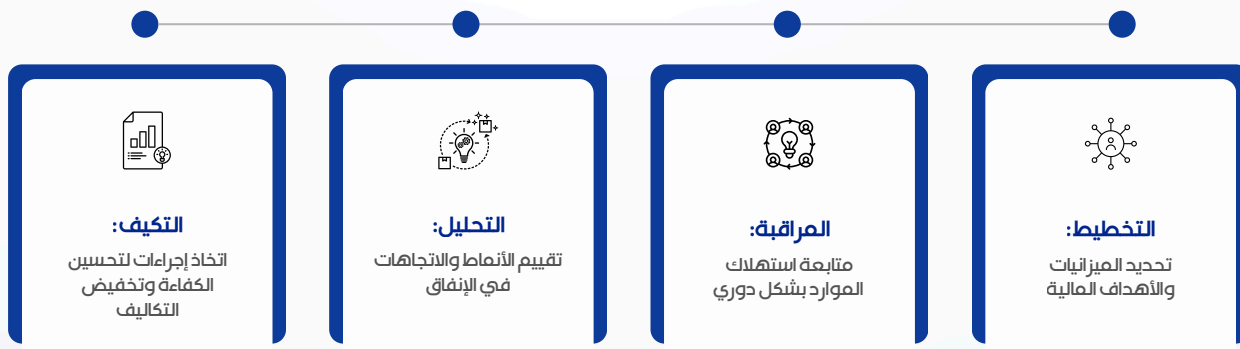 التخطيط:
تحديد الميزانيات
والأهداف المالية
المراقبة:
متابعة استهلاك
الموارد بشكل دوري
التحليل:
تقييم الأنماط والاتجاهات
في الإنفاق
التكيف:
اتخاذ إجراءات لتحسين
الكفاءة وتخفيض
التكاليف